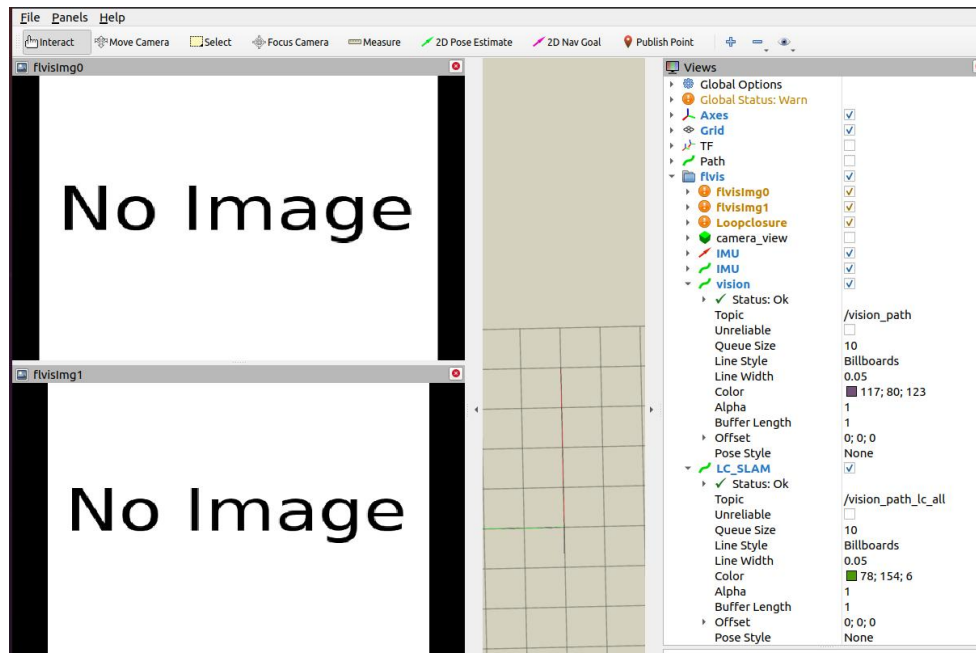 File Panels Help
Interact Move Camera Select Focus Camera Measure 2D Pose Estimate 2D Nav Goal Publish Point
flvisImg0
No Image
flvisImg1
No Image
Views
Global Options
Global Status: Warn
Axes
Grid
TF
Path
flvis
flvisImg0
flvisImg1
Loopclosure
camera_view
IMU
IMU
vision
Status: Ok
Topic /vision_path
Unreliable
Queue Size 10
Line Style Billboards
Line Width 0.05
Color 117; 80; 123
Alpha 1
Buffer Length 1
Offset 0; 0; 0
Pose Style None
LC_SLAM
Status: Ok
Topic /vision_path_lc_all
Unreliable
Queue Size 10
Line Style Billboards
Line Width 0.05
Color 78; 154; 6
Alpha 1
Buffer Length 1
Offset 0; 0; 0
Pose Style None